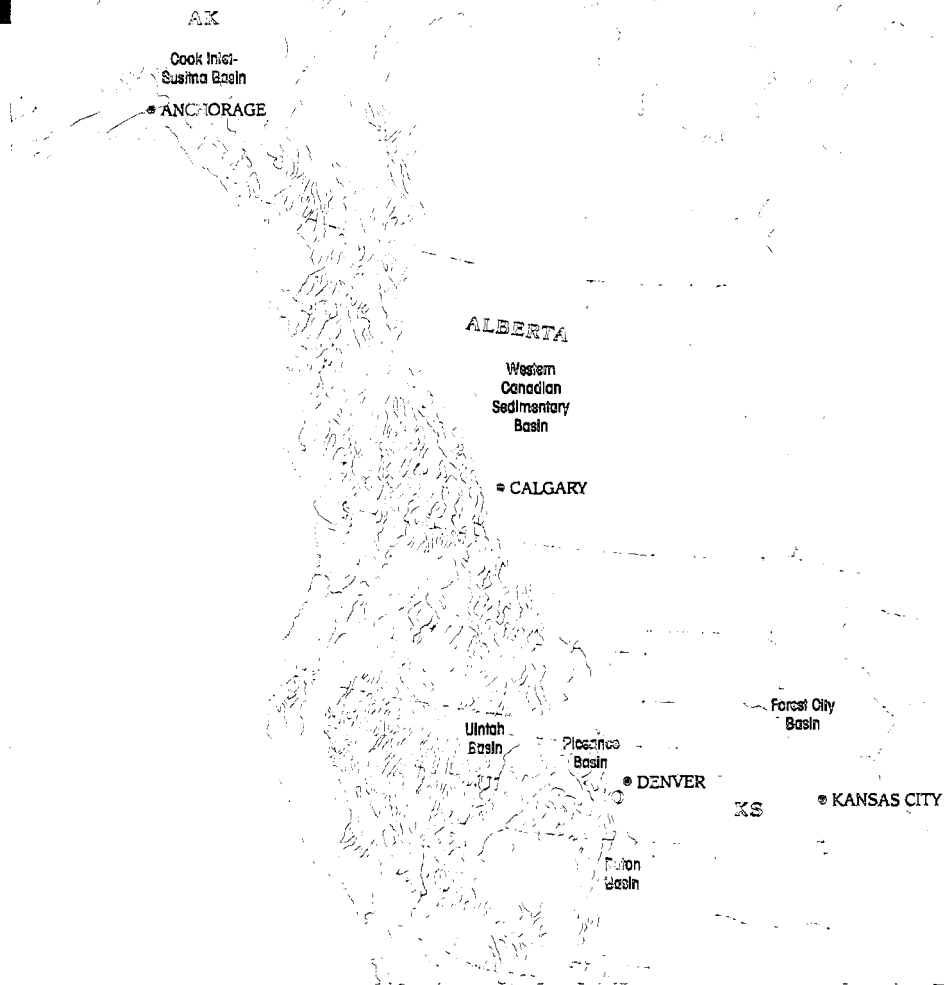 AK
Cook Inlet-
Susitna Basin
ANCHORAGE
ALBERTA
Western
Canadian
Sedimentary
Basin
CALGARY
Forest City
Basin
Uintah
Basin
Piceance
Basin
UT
DENVER
KS
KANSAS CITY
Raton
Basin